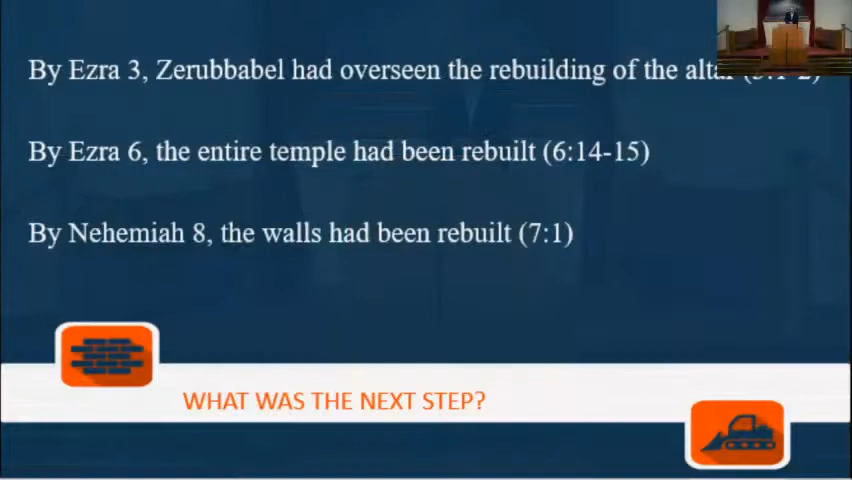 By Ezra 3, Zerubbabel had overseen the rebuilding of the altar
By Ezra 6, the entire temple had been rebuilt (6:14-15)
By Nehemiah 8, the walls had been rebuilt (7:1)
WHAT WAS THE NEXT STEP?